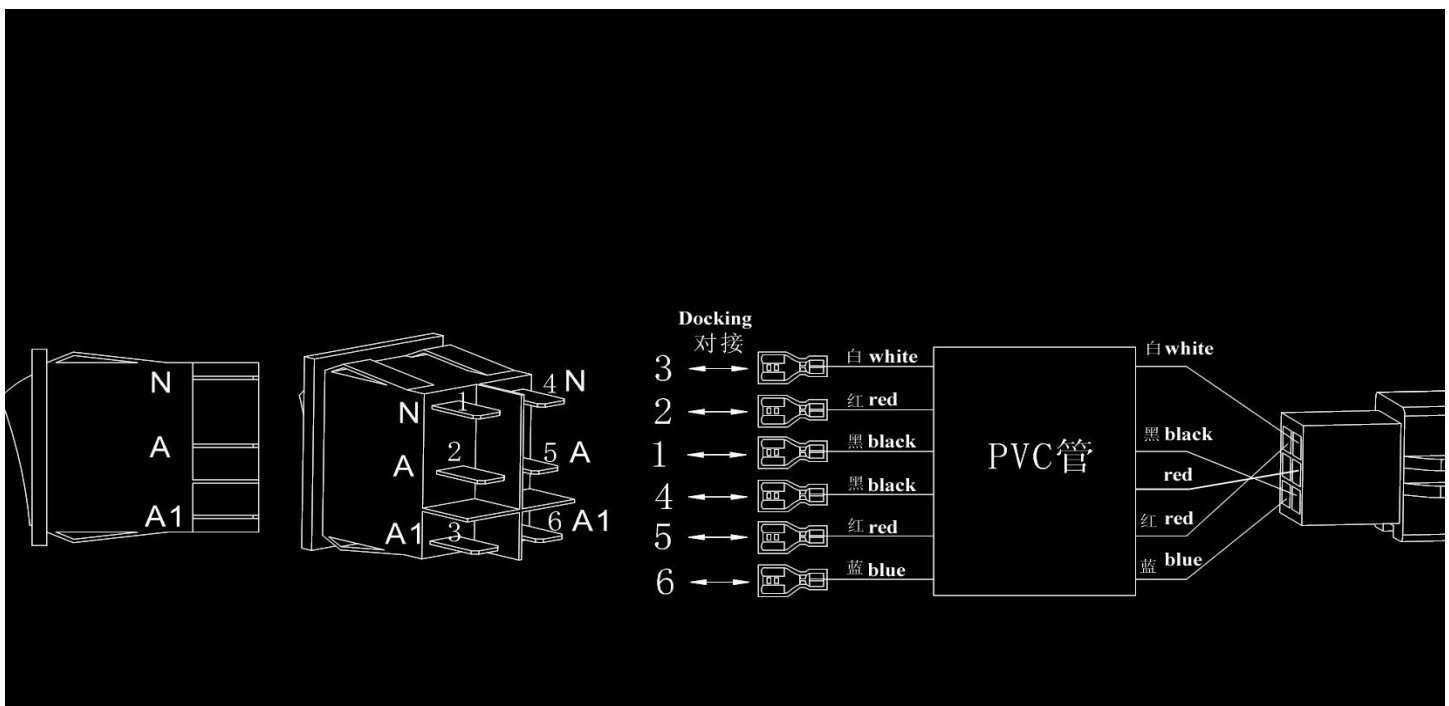 N
A
A1
N
A
A1
1
2
3
4 N
5 A
6 A1
Docking
对接
3
2
1
4
5
6
白 white
红 red
黑 black
黑 black
红 red
蓝 blue
PVC管
白 white
黑 black
red
红 red
蓝 blue